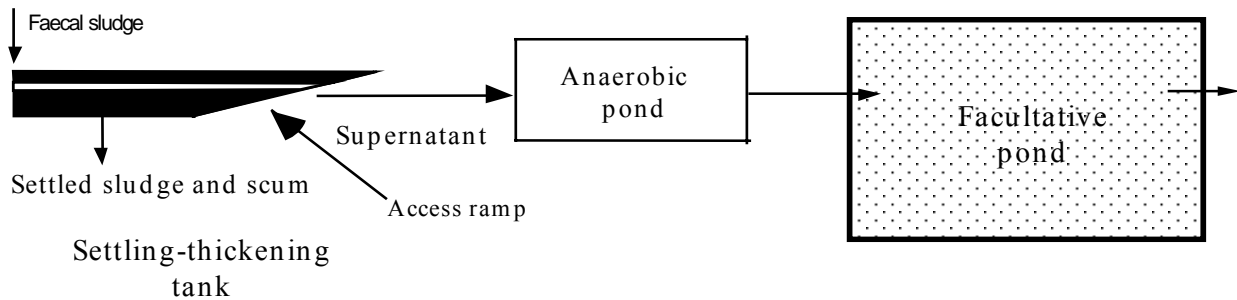 Faecal sludge
Anaerobic
pond
Facultative
pond
Supernatant
Settled sludge and scum
Access ramp
Settling-thickening
tank